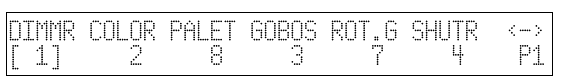 DIMMR COLOR PALET GOBOS ROT.G SHUTR <->
[ 1] 2 8 3 7 4 P1